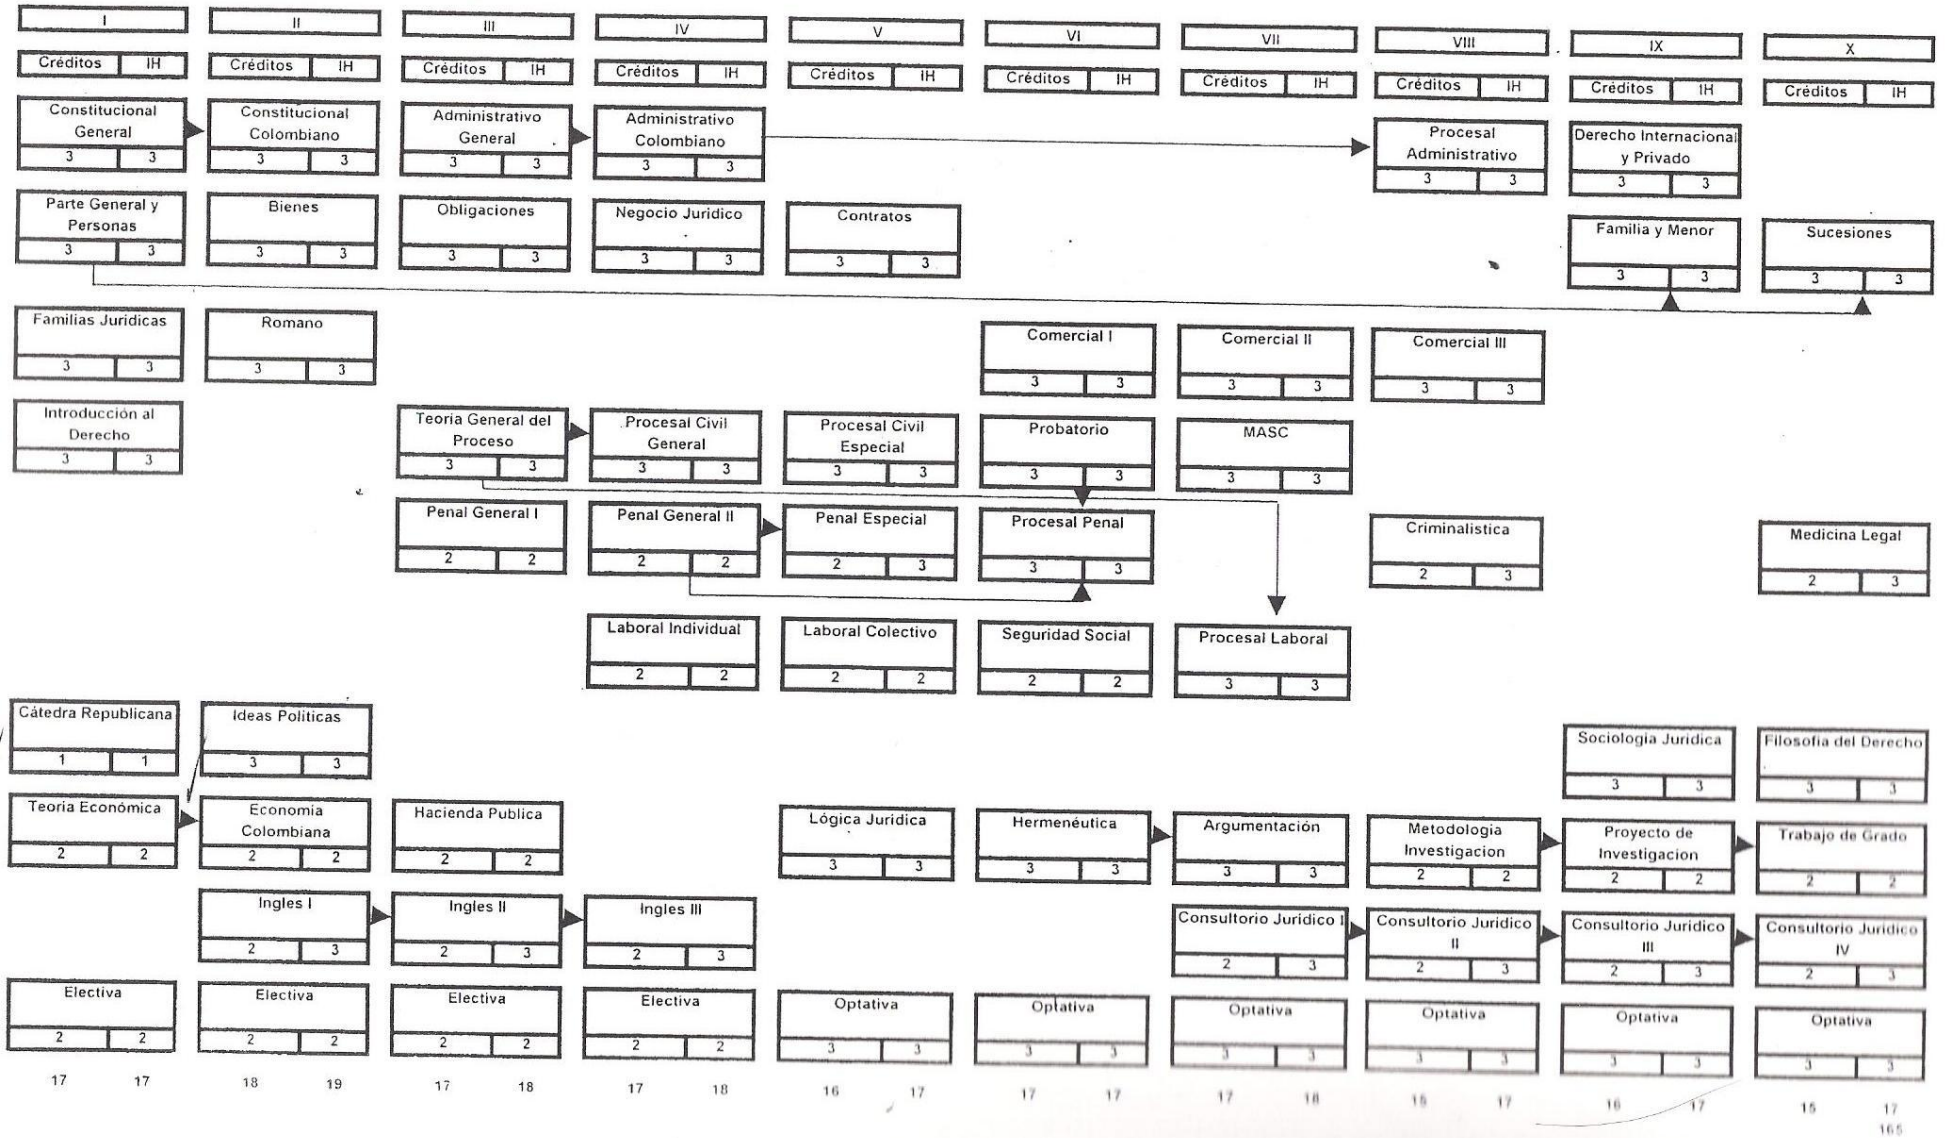 I II III IV V VI VII VIII IX X
Créditos IH Créditos IH Créditos IH Créditos IH Créditos IH Créditos IH Créditos IH Créditos IH Créditos IH Créditos IH
Constitucional Constitucional Administrativo Administrativo Procesal Derecho Internacional
General Colombiano General Colombiano Administrativo y Privado
3 3 3 3 3 3 3 3 3 3 3 3
Parte General y Bienes Obligaciones Negocio Juridico Contratos Familia y Menor Sucesiones
Personas
3 3 3 3 3 3 3 3 3 3 3 3 3 3
Familias Jurídicas Romano Comercial I Comercial II Comercial III
3 3 3 3 3 3 3 3 3 3
Introducción al Teoria General del Procesal Civil Procesal Civil Probatorio MASC
Derecho Proceso General Especial
3 3 3 3 3 3 3 3 3 3 3 3
Penal General I Penal General II Penal Especial Procesal Penal Criminalistica Medicina Legal
2 2 2 2 2 3 3 3 2 3 2 3
Laboral Individual Laboral Colectivo Seguridad Social Procesal Laboral
2 2 2 2 2 2 3 3
Cátedra Republicana Ideas Politicas Sociologia Juridica Filosofia del Derecho
1 1 3 3 3 3 3 3
Teoria Económica Economia Hacienda Publica Lógica Juridica Hermenéutica Argumentación Metodologia Proyecto de Trabajo de Grado
Colombiana Investigacion Investigacion
2 2 2 2 2 2 3 3 3 3 3 3 2 2 2 2 2 2
Ingles I Ingles II Ingles III Consultorio Juridico I Consultorio Juridico Consultorio Juridico Consultorio Juridico
II III IV
2 3 2 3 2 3 2 3 2 3 2 3 2 3
Electiva Electiva Electiva Electiva Optativa Optativa Optativa Optativa Optativa Optativa
2 2 2 2 2 2 2 2 3 3 3 3 3 3 3 3 3 3 3 3
17 17 18 19 17 18 17 18 16 17 17 17 17 18 15 17 16 17 15 17
165